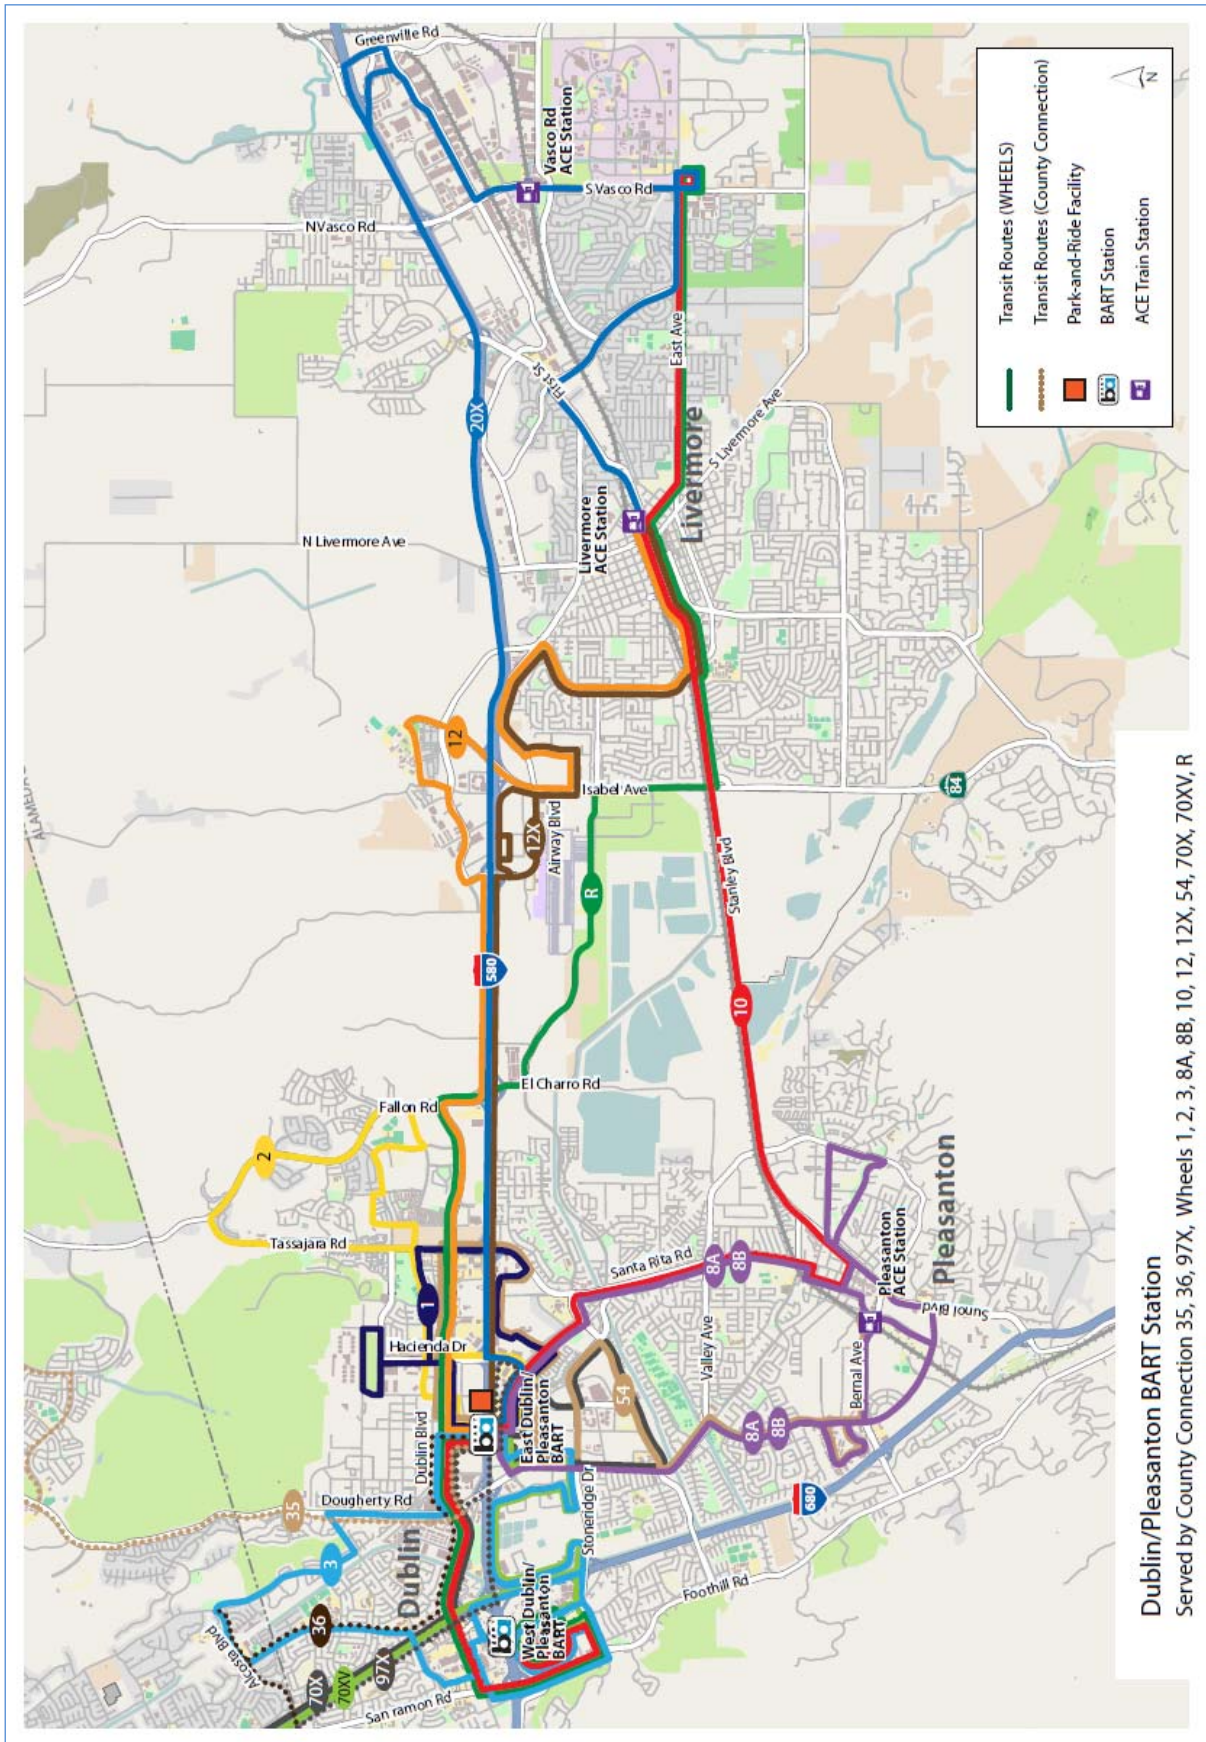 Dublin/Pleasanton BART Station
Served by County Connection 35, 36, 97X, Wheels 1, 2, 3, 8A, 8B, 10, 12, 12X, 54, 70X, 70XV, R
Transit Routes (WHEELS)
Transit Routes (County Connection)
Park-and-Ride Facility
BART Station
ACE Train Station
N
Greenville Rd
Vasco Rd
ACE Station
S Vasco Rd
N Vasco Rd
20X
First St
East Ave
Livermore
S Livermore Ave
Livermore
ACE Station
N Livermore Ave
12
12X
Airway Blvd
Isabel Ave
84
R
Stanley Blvd
580
10
El Charro Rd
Fallon Rd
2
Tassajara Rd
1
Hacienda Dr
Santa Rita Rd
8A
8B
Pleasanton
ACE Station
Pleasanton
Sunol Blvd
Valley Ave
Bernal Ave
54
8A
8B
East Dublin/
Pleasanton
BART
Dublin Blvd
Dougherty Rd
35
Stoneridge Dr
680
Foothill Rd
Dublin
3
36
West Dublin/
Pleasanton
BART
Alcosta Blvd
70X
70XV
97X
San ramon Rd
ba
ba
ba